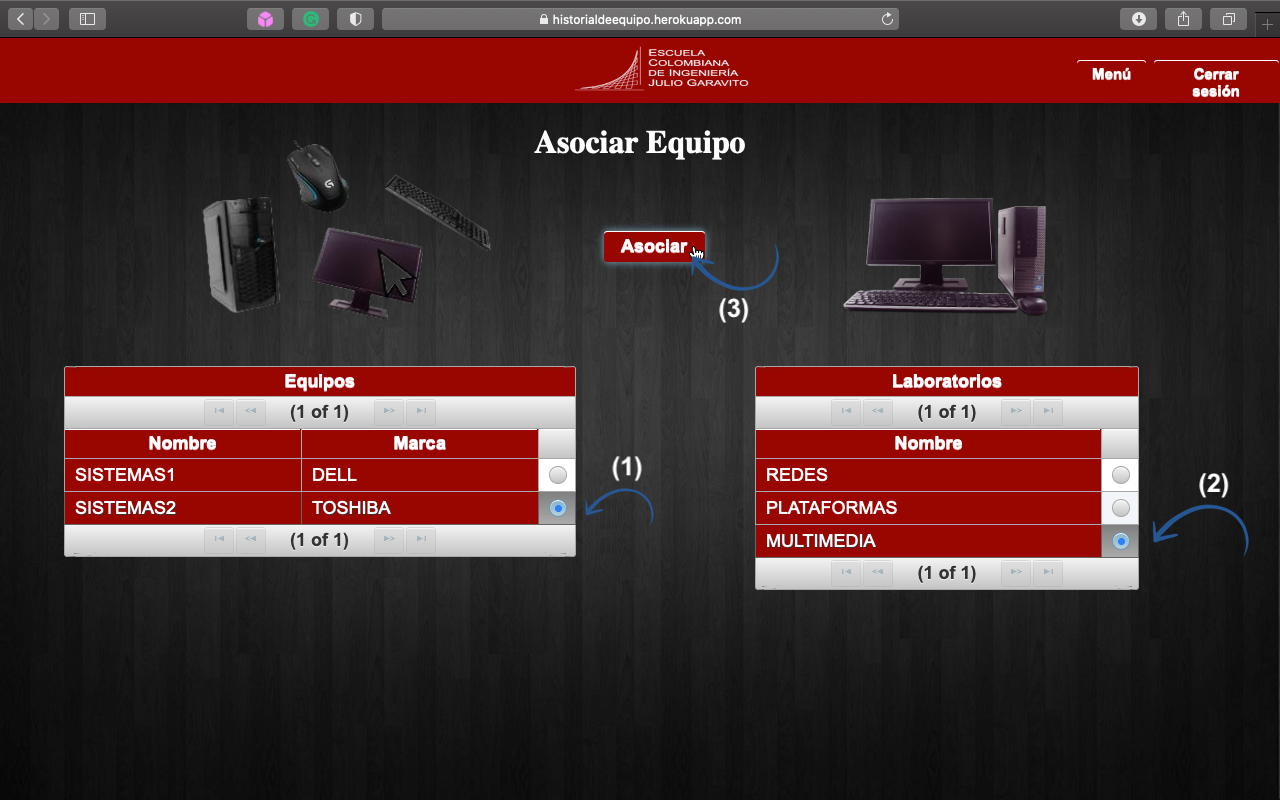 historialdeequipo.herokuapp.com
ESCUELA
COLOMBIANA
DE INGENIERÍA
JULIO GARAVITO
Menú
Cerrar
sesión
Asociar Equipo
G
Asociar
(3)
Equipos
(1 of 1)
Nombre Marca
SISTEMAS1 DELL
SISTEMAS2 TOSHIBA
(1 of 1)
(1)
Laboratorios
(1 of 1)
Nombre
REDES
PLATAFORMAS
MULTIMEDIA
(1 of 1)
(2)